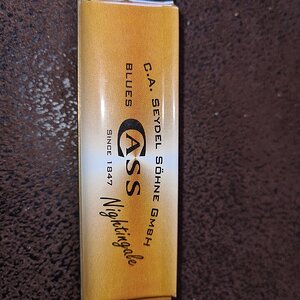 C.A. SEYDEL SÖHNE GMBH
BLUES CASS Nightingale
SINCE 1847